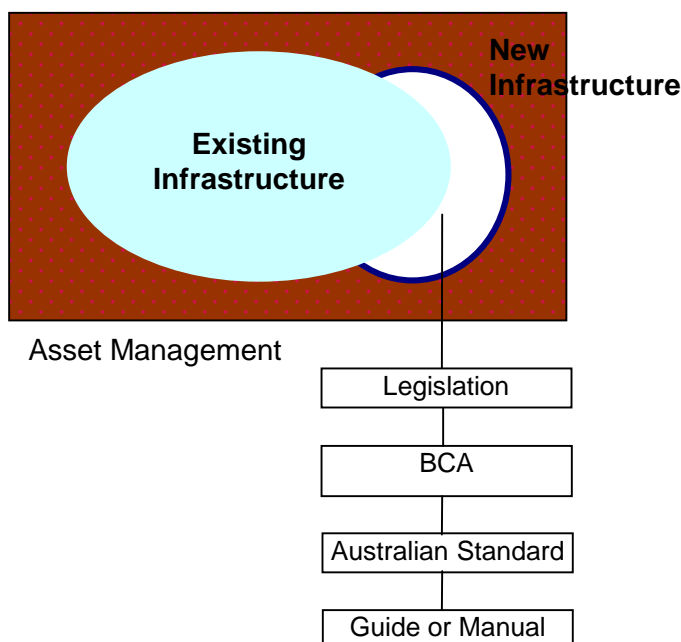 New
Infrastructure
Existing
Infrastructure
Asset Management
Legislation
BCA
Australian Standard
Guide or Manual